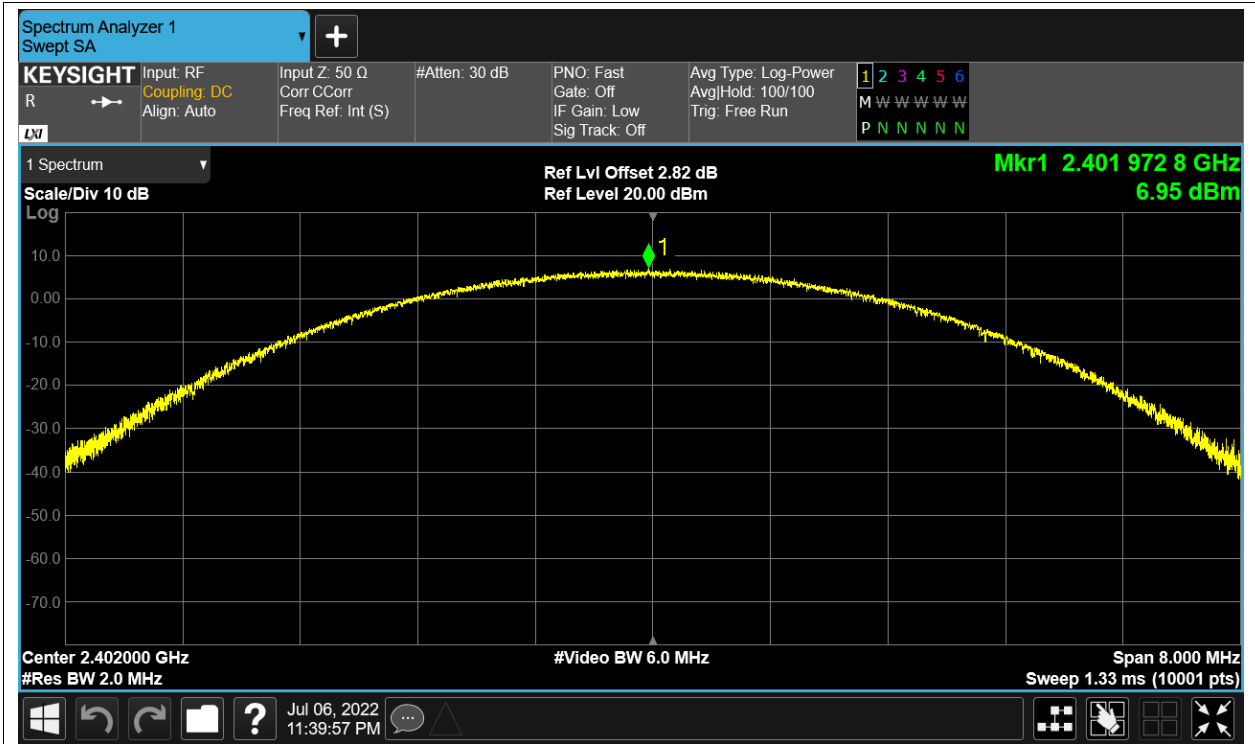 Spectrum Analyzer 1
Swept SA
+
KEYSIGHT
R
LXI
Input: RF
Coupling: DC
Align: Auto
Input Z: 50 Ω
Corr CCorr
Freq Ref: Int (S)
#Atten: 30 dB
PNO: Fast
Gate: Off
IF Gain: Low
Sig Track: Off
Avg Type: Log-Power
Avg|Hold: 100/100
Trig: Free Run
1 2 3 4 5 6
M W W W W W
P N N N N N
1 Spectrum
Scale/Div 10 dB
Log
Ref Lvl Offset 2.82 dB
Ref Level 20.00 dBm
Mkr1 2.401 972 8 GHz
6.95 dBm
1
10.0
0.00
-10.0
-20.0
-30.0
-40.0
-50.0
-60.0
-70.0
Center 2.402000 GHz
#Res BW 2.0 MHz
#Video BW 6.0 MHz
Span 8.000 MHz
Sweep 1.33 ms (10001 pts)
?
Jul 06, 2022
11:39:57 PM